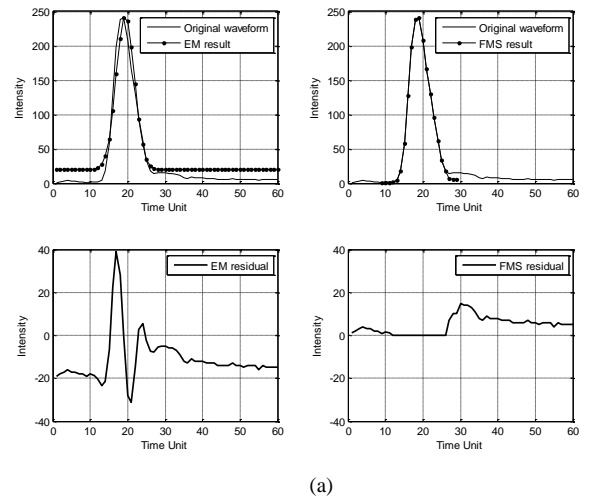 250
200
150
100
50
0
Intensity
0 10 20 30 40 50 60
Time Unit
Original waveform
EM result
250
200
150
100
50
0
Intensity
0 10 20 30 40 50 60
Time Unit
Original waveform
FMS result
40
20
0
-20
-40
Intensity
0 10 20 30 40 50 60
Time Unit
EM residual
40
20
0
-20
-40
Intensity
0 10 20 30 40 50 60
Time Unit
FMS residual
(a)